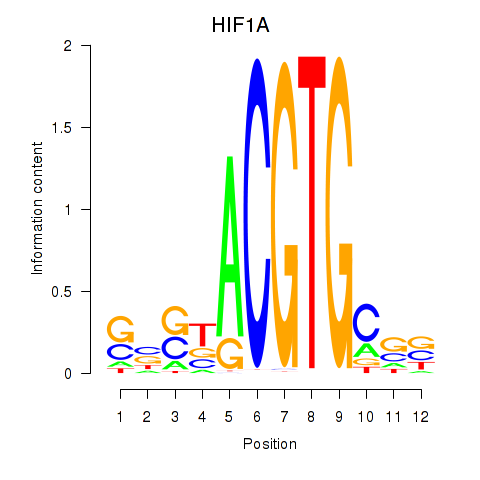 HIF1A
Information content
2
1.5
1
0.5
0
G C A T
C G T A
G C A T
T G C A
A G
C
G
T
G
C A G T
G C A T
G C T A
1 2 3 4 5 6 7 8 9 10 11 12
Position